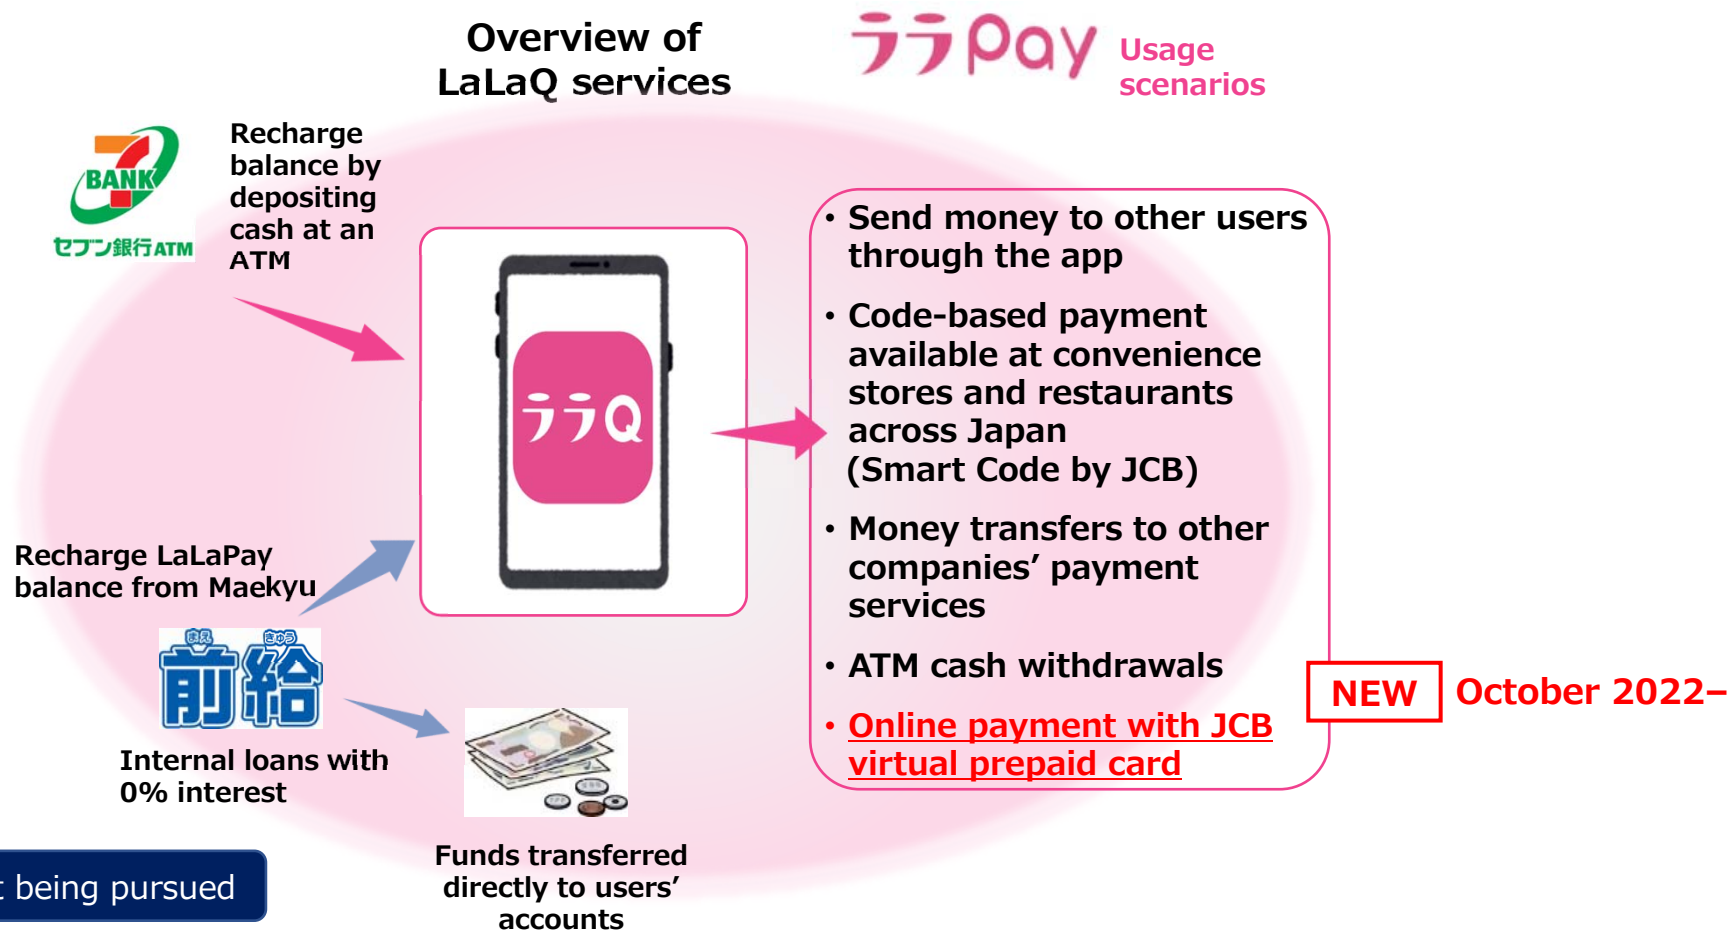 Overview of
LaLaQ services
ララpay
Usage
scenarios
7
BANK
セブン銀行ATM
Recharge
balance by
depositing
cash at an
ATM
ララQ
Recharge LaLaPay
balance from Maekyu
まえ きゅう
前給
Internal loans with
0% interest
Funds transferred
directly to users’
accounts
• Send money to other users
through the app
• Code-based payment
available at convenience
stores and restaurants
across Japan
(Smart Code by JCB)
• Money transfers to other
companies’ payment
services
• ATM cash withdrawals
• Online payment with JCB
virtual prepaid card
NEW
October 2022–
being pursued